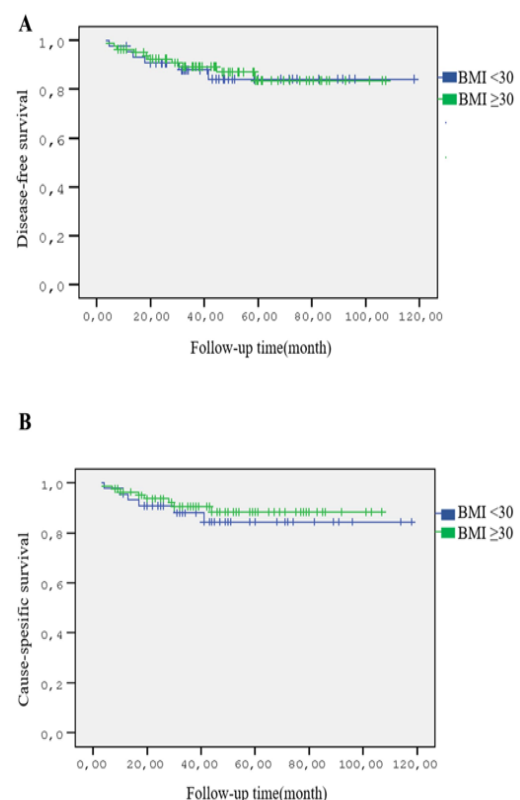 A
1,0
0,8
0,6
0,4
0,2
0,0
Disease-free survival
BMI <30
BMI ≥30
0,00 20,00 40,00 60,00 80,00 100,00 120,00
Follow-up time(month)
B
1,0
0,8
0,6
0,4
0,2
0,0
Cause-spesific survival
BMI <30
BMI ≥30
0,00 20,00 40,00 60,00 80,00 100,00 120,00
Follow-up time(month)